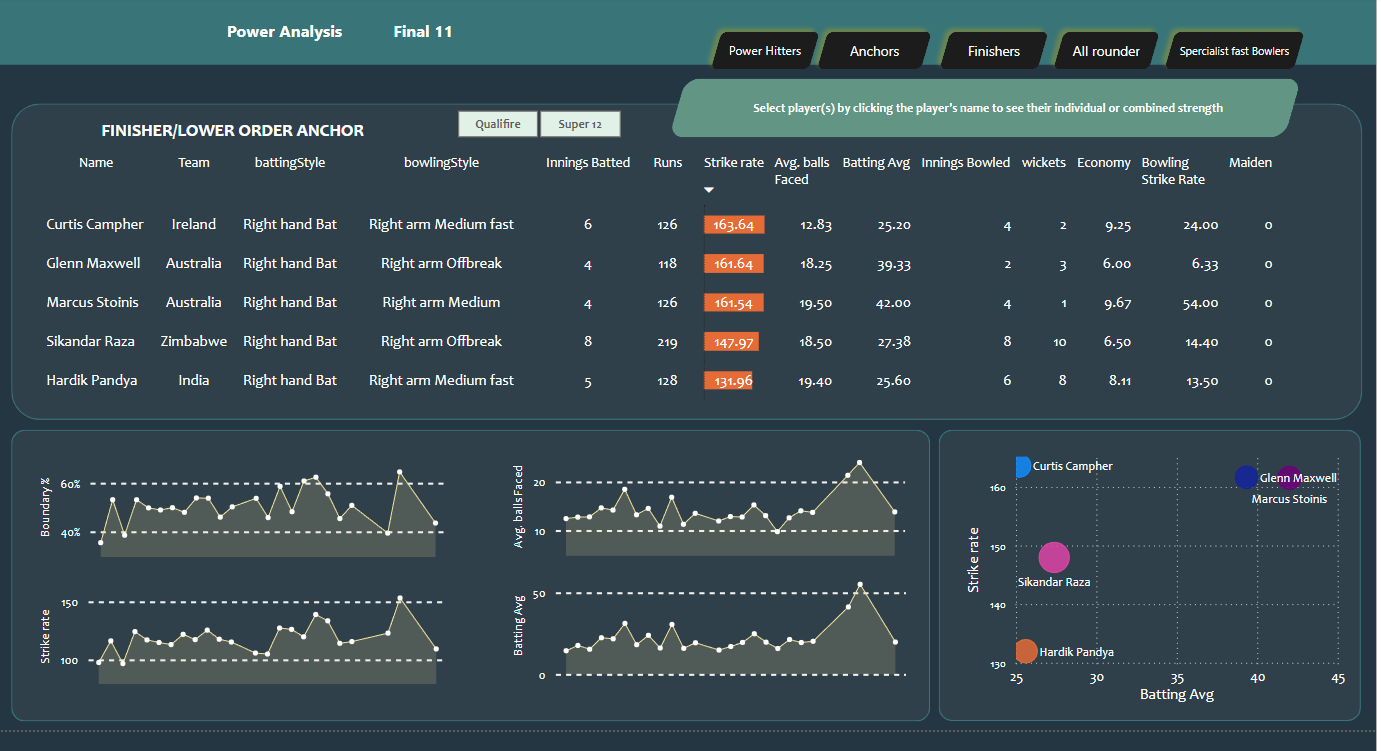 Power Analysis Final 11
Power Hitters Anchors Finishers All rounder Spercialist fast Bowlers
Select player(s) by clicking the player's name to see their individual or combined strength
FINISHER/LOWER ORDER ANCHOR
Qualifire Super 12
Name Team battingStyle bowlingStyle Innings Batted Runs Strike rate Avg. balls Faced Batting Avg Innings Bowled wickets Economy Bowling Strike Rate Maiden
Curtis Campher Ireland Right hand Bat Right arm Medium fast 6 126 163.64 12.83 25.20 4 2 9.25 24.00 0
Glenn Maxwell Australia Right hand Bat Right arm Offbreak 4 118 161.64 18.25 39.33 2 3 6.00 6.33 0
Marcus Stoinis Australia Right hand Bat Right arm Medium 4 126 161.54 19.50 42.00 4 1 9.67 54.00 0
Sikandar Raza Zimbabwe Right hand Bat Right arm Offbreak 8 219 147.97 18.50 27.38 8 10 6.50 14.40 0
Hardik Pandya India Right hand Bat Right arm Medium fast 5 128 131.96 19.40 25.60 6 8 8.11 13.50 0
Boundary %
60%
40%
Avg. balls Faced
20
10
Strike rate
150
100
Batting Avg
50
0
Strike rate
160
150
140
130
Curtis Campher
Glenn Maxwell
Marcus Stoinis
Sikandar Raza
Hardik Pandya
25 30 35 40 45
Batting Avg